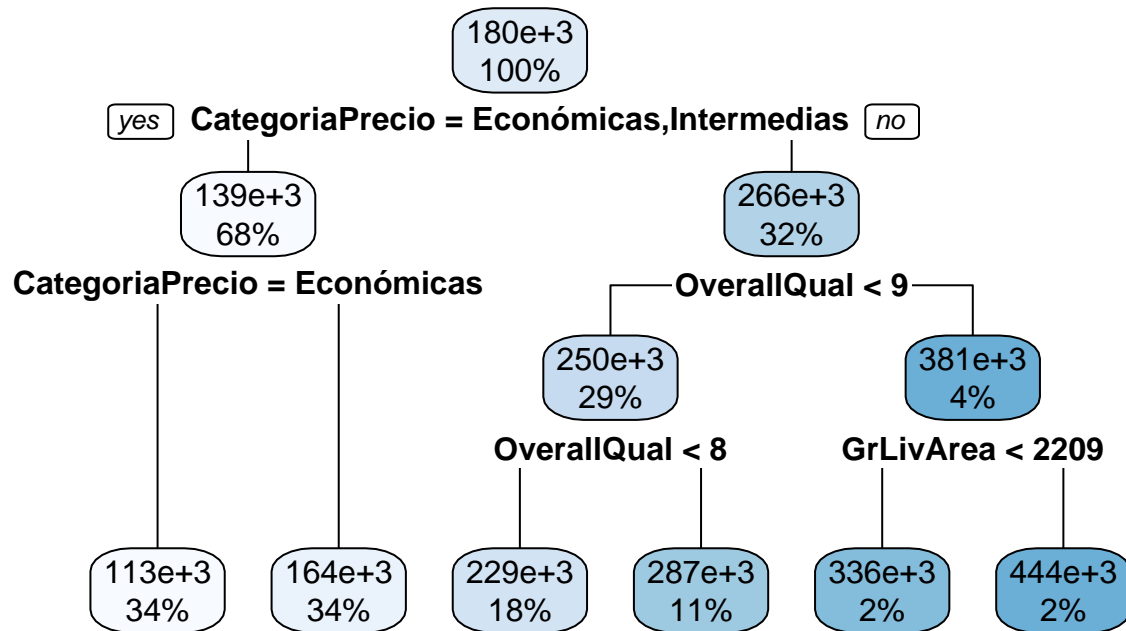 180e+3
100%
yes CategoriaPrecio = Económicas,Intermedias no
139e+3
68%
266e+3
32%
CategoriaPrecio = Económicas
OverallQual < 9
250e+3
29%
381e+3
4%
OverallQual < 8
GrLivArea < 2209
113e+3
34%
164e+3
34%
229e+3
18%
287e+3
11%
336e+3
2%
444e+3
2%